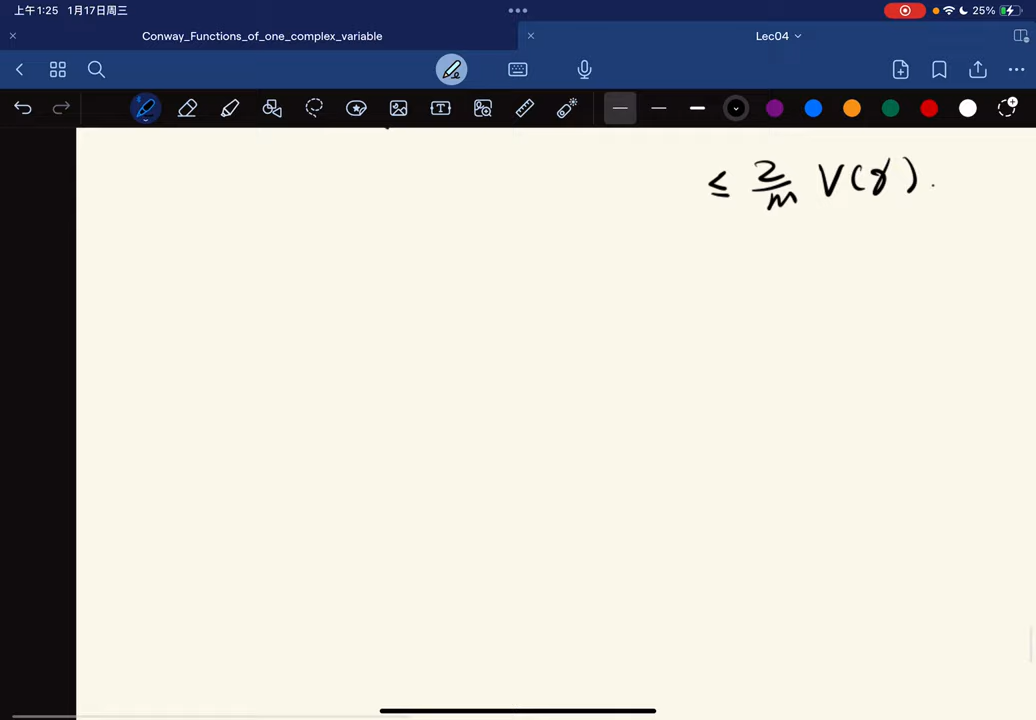 上午1:25 1月17日周三
25%
Conway_Functions_of_one_complex_variable
Lec04
≤ 2/m V(γ).